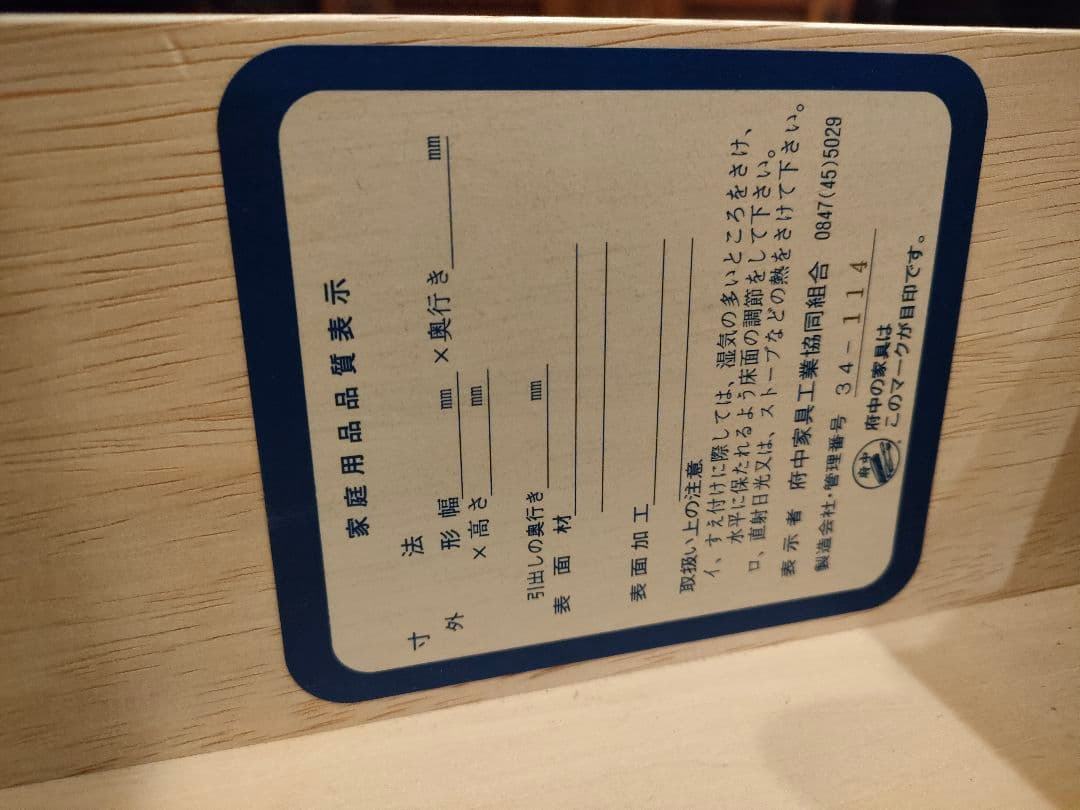 家庭用品品質表示
寸 法
外 形 幅 mm ×奥行き mm
×高さ mm
引出しの奥行き mm
表面材
表面加工
取扱い上の注意
イ、すえ付けに際しては、湿気の多いところをさけ、
水平に保たれるよう床面の調節をして下さい。
ロ、直射日光又は、ストーブなどの熱をさけて下さい。
表示者 府中家具工業協同組合 0847(45)5029
製造会社・管理番号 34-114
府中
府中の家具は
このマークが目印です。